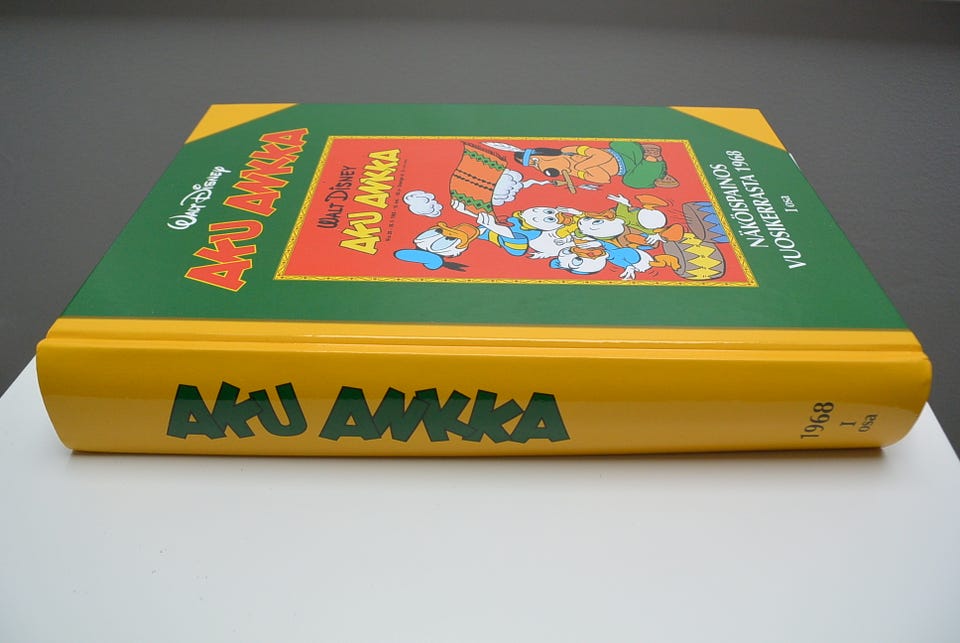 Walt Disney
AKU ANKKA
WALT DISNEY
AKU ANKKA
NÄKÖISPAINOS
VUOSIKERRASTA 1968
I osa
AKU ANKKA
1968
I
osa